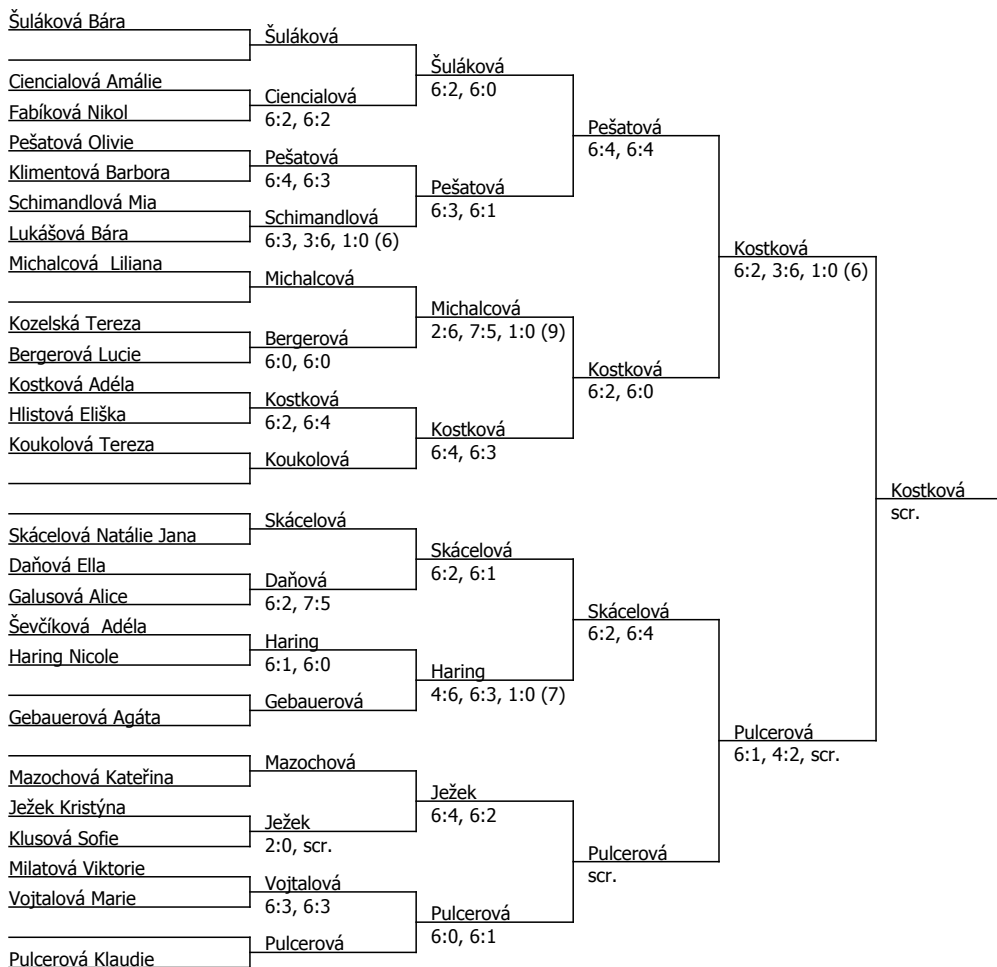 Šuláková Bára
Šuláková
Šuláková
6:2, 6:0
Ciencialová Amálie
Ciencialová
6:2, 6:2
Fabíková Nikol
Pešatová
6:4, 6:4
Pešatová Olivie
Pešatová
6:4, 6:3
Klimentová Barbora
Pešatová
6:3, 6:1
Schimandlová Mia
Schimandlová
6:3, 3:6, 1:0 (6)
Lukášová Bára
Kostková
6:2, 3:6, 1:0 (6)
Michalcová  Liliana
Michalcová
Michalcová
2:6, 7:5, 1:0 (9)
Kozelská Tereza
Bergerová
6:0, 6:0
Bergerová Lucie
Kostková
6:2, 6:0
Kostková Adéla
Kostková
6:2, 6:4
Hlistová Eliška
Kostková
6:4, 6:3
Koukolová Tereza
Koukolová
Kostková
scr.
Skácelová
Skácelová Natálie Jana
Skácelová
6:2, 6:1
Daňová Ella
Daňová
6:2, 7:5
Galusová Alice
Skácelová
6:2, 6:4
Ševčíková  Adéla
Haring
6:1, 6:0
Haring Nicole
Haring
4:6, 6:3, 1:0 (7)
Gebauerová
Gebauerová Agáta
Pulcerová
6:1, 4:2, scr.
Mazochová
Mazochová Kateřina
Ježek
6:4, 6:2
Ježek Kristýna
Ježek
2:0, scr.
Klusová Sofie
Pulcerová
scr.
Milatová Viktorie
Vojtalová
6:3, 6:3
Vojtalová Marie
Pulcerová
6:0, 6:1
Pulcerová
Pulcerová Klaudie